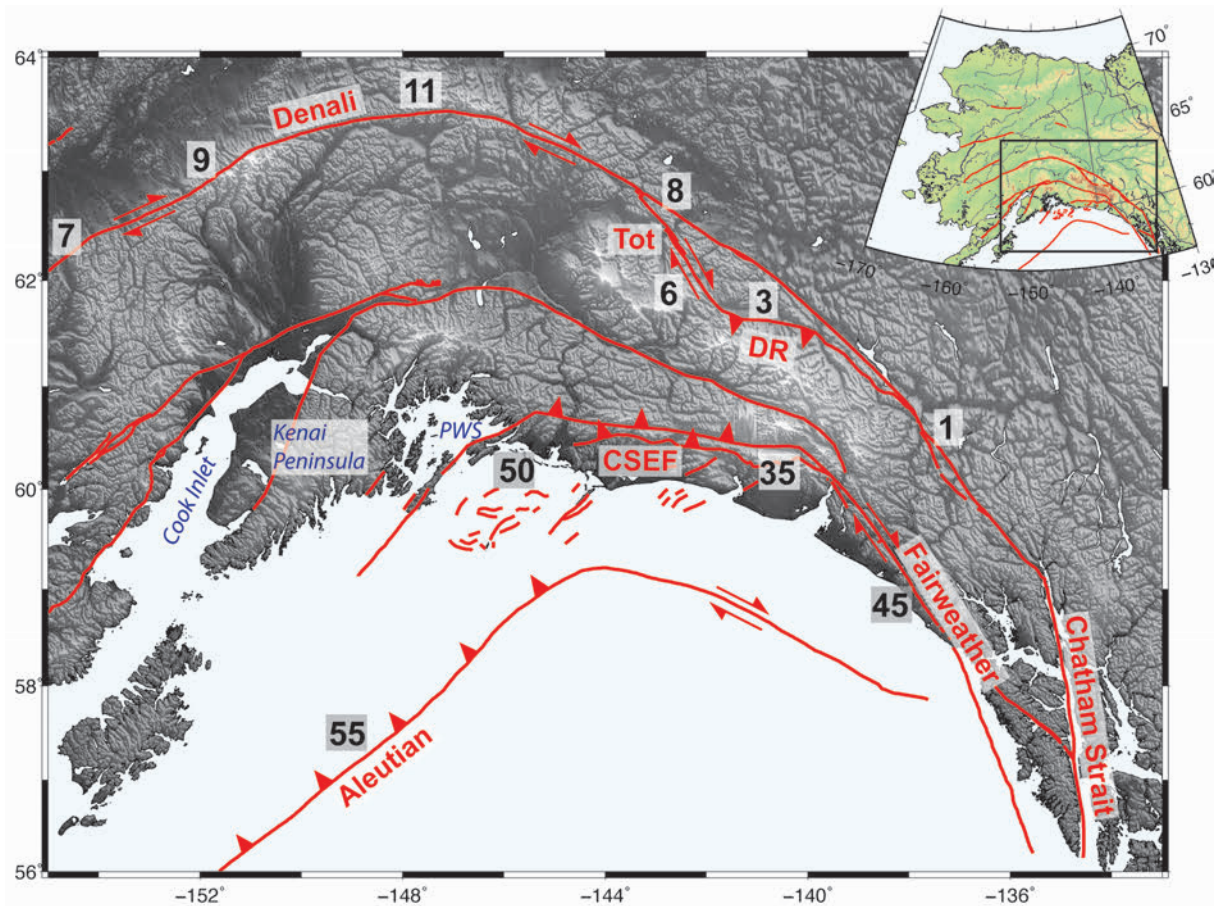 64°
62°
60°
58°
56°
−152
−148
−144
−140
−136
70°
65°
60°
−170
−160
−150
−140
−130
11
Denali
9
7
8
Tot
6
3
DR
1
Kenai
Peninsula
PWS
Cook Inlet
CSEF
50
35
Fairweather
45
Chatham Strait
55
Aleutian